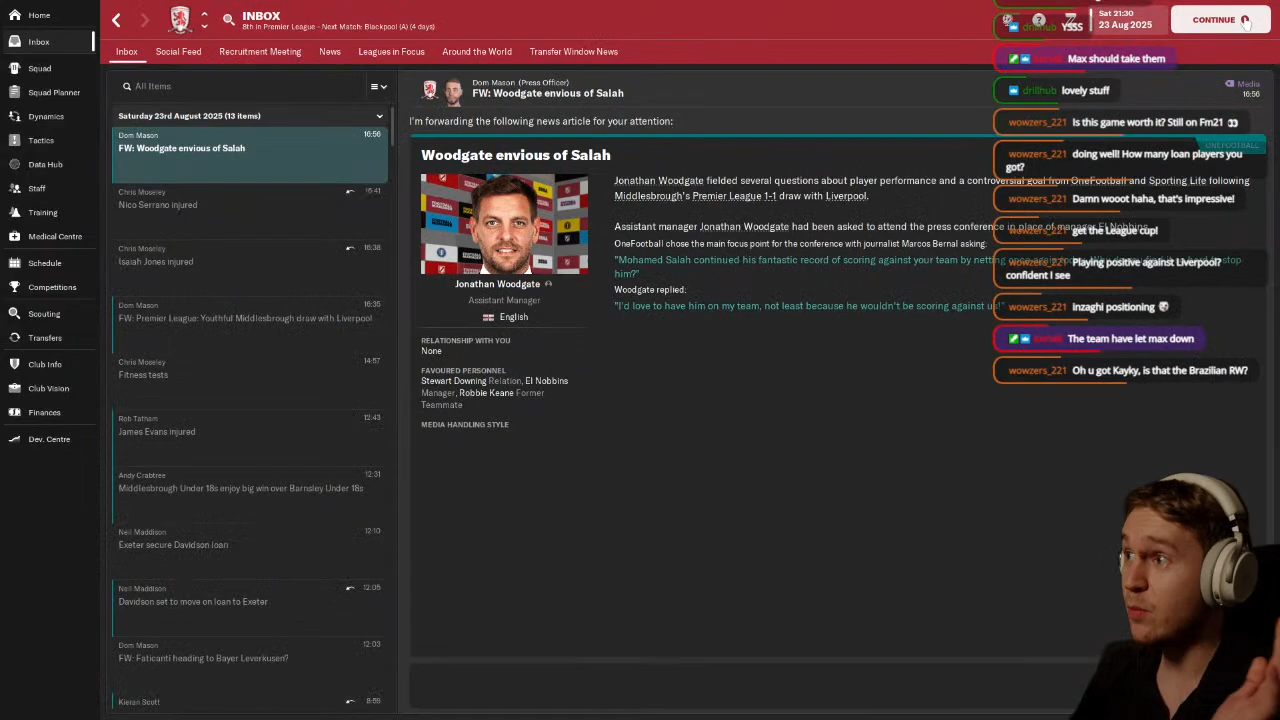 INBOX
8th in Premier League - Next Match: Blackpool (A) (4 days)
Sat 21:30
23 Aug 2025
CONTINUE
Home
Inbox
Squad
Squad Planner
Dynamics
Tactics
Data Hub
Staff
Training
Medical Centre
Schedule
Competitions
Scouting
Transfers
Club Info
Club Vision
Finances
Dev. Centre
Inbox
Social Feed
Recruitment Meeting
News
Leagues in Focus
Around the World
Transfer Window News
All Items
Saturday 23rd August 2025 (13 items)
Dom Mason 16:56
FW: Woodgate envious of Salah
Chris Moseley
Nico Serrano injured
Chris Moseley 16:38
Isaiah Jones injured
Dom Mason 16:35
FW: Premier League: Youthful Middlesbrough draw with Liverpool
Chris Moseley 14:57
Fitness tests
Rob Tatham 12:43
James Evans injured
Andy Crabtree 12:31
Middlesbrough Under 18s enjoy big win over Barnsley Under 18s
Neil Maddison 12:10
Exeter secure Davidson loan
Neil Maddison 12:05
Davidson set to move on loan to Exeter
Dom Mason 12:03
FW: Faticanti heading to Bayer Leverkusen?
Kieran Scott 8:59
Dom Mason (Press Officer)
FW: Woodgate envious of Salah
Media
16:56
I'm forwarding the following news article for your attention:
ONEFOOTBALL
Woodgate envious of Salah
Jonathan Woodgate
Assistant Manager
English
RELATIONSHIP WITH YOU
None
FAVOURED PERSONNEL
Stewart Downing Relation, El Nobbins
Manager, Robbie Keane Former
Teammate
MEDIA HANDLING STYLE
Jonathan Woodgate fielded several questions about player performance and a controversial goal from OneFootball and Sporting Life following
Middlesbrough's Premier League 1-1 draw with Liverpool.
Assistant manager Jonathan Woodgate had been asked to attend the press conference in place of manager El Nobbins.
OneFootball chose the main focus point for the conference with journalist Marcos Bernal asking:
"Mohamed Salah continued his fantastic record of scoring against your team by netting once stop
him?"
Woodgate replied:
"I'd love to have him on my team, not least because he wouldn't be scoring against us!"
drillhub YSSS
Max should take them
drillhub lovely stuff
wowzers_221 Is this game worth it? Still on Fm21
wowzers_221 doing well! How many loan players you
got?
wowzers_221 Damn wooot haha, that's impressive!
wowzers_221 get the League cup!
wowzers_221 Playing positive against Liverpool?
confident I see
wowzers_221 inzaghi positioning
The team have let max down
wowzers_221 Oh u got Kayky, is that the Brazilian RW?